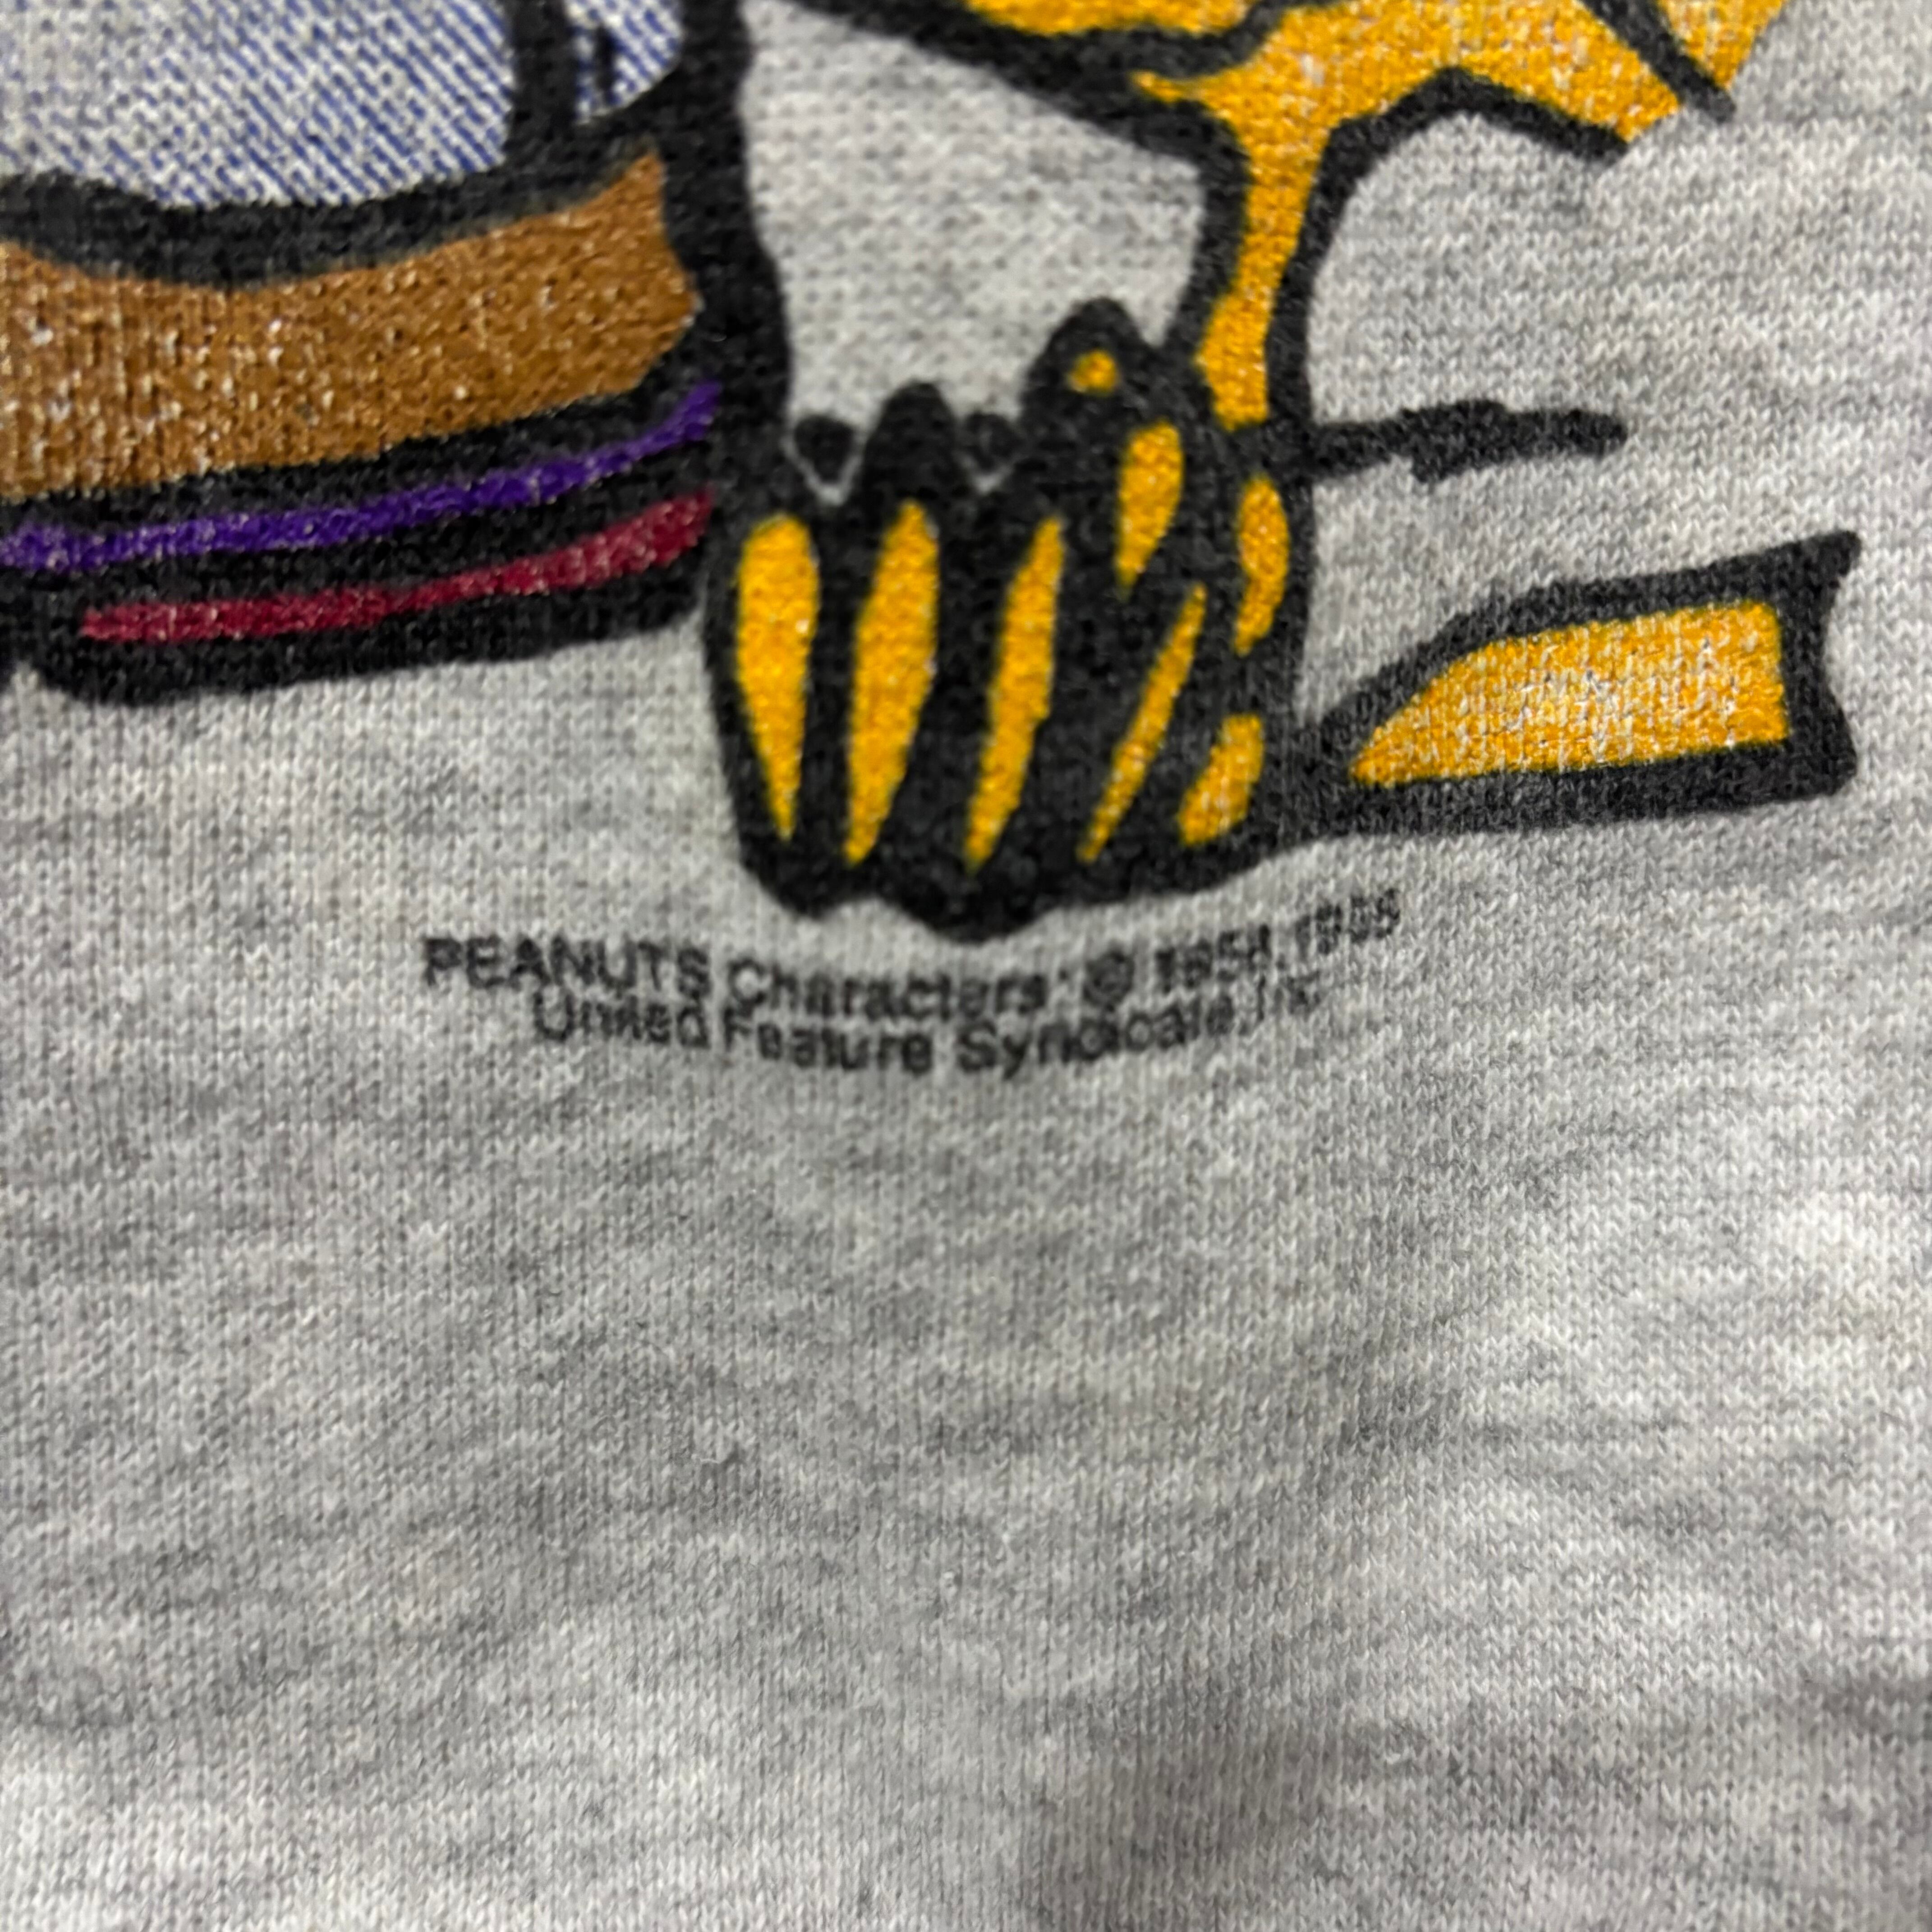 PEANUTS Characters: ©
United Feature Syndicate, Inc